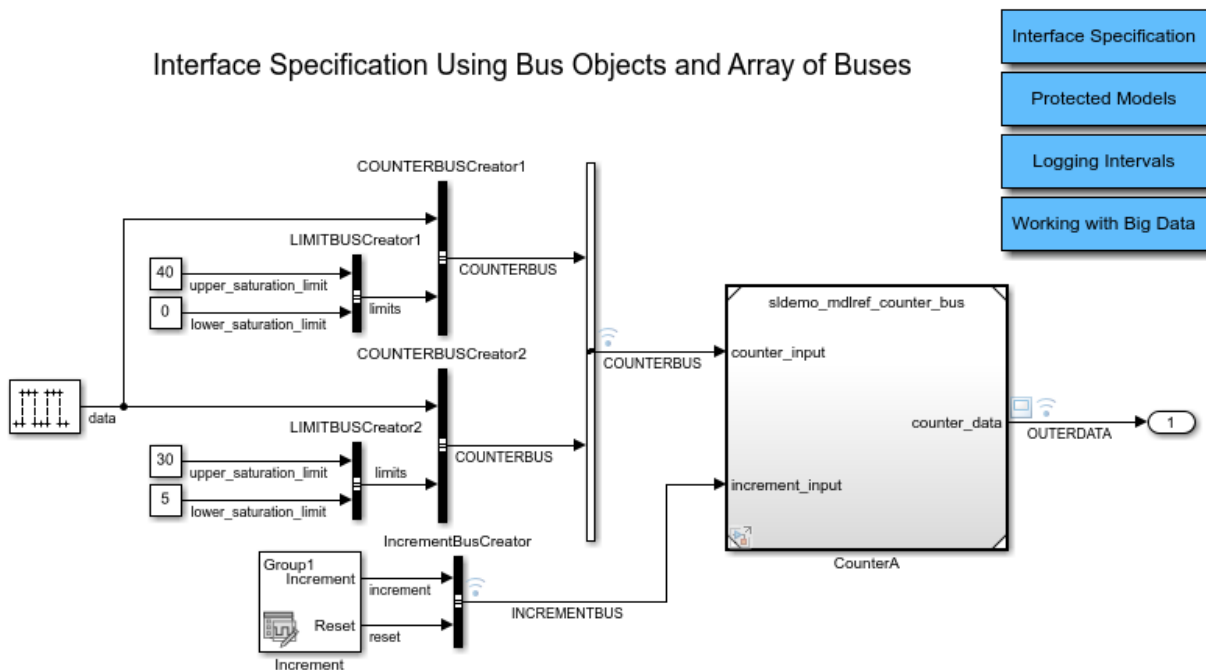 Interface Specification Using Bus Objects and Array of Buses
Interface Specification
Protected Models
Logging Intervals
Working with Big Data
COUNTERBUSCreator1
LIMITBUSCreator1
40
upper_saturation_limit
0
lower_saturation_limit
limits
COUNTERBUS
COUNTERBUSCreator2
data
LIMITBUSCreator2
30
upper_saturation_limit
5
lower_saturation_limit
limits
COUNTERBUS
COUNTERBUS
IncrementBusCreator
Group1
Increment
increment
Reset
reset
Increment
INCREMENTBUS
sldemo_mdlref_counter_bus
counter_input
counter_data
increment_input
CounterA
OUTERDATA
1